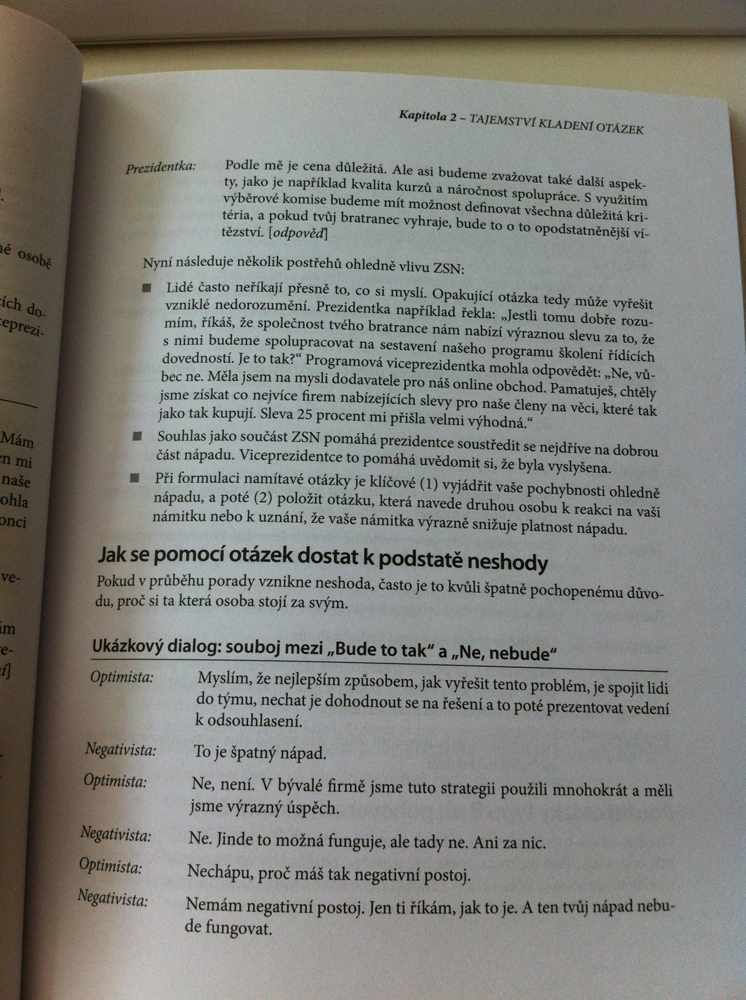 Kapitola 2 – TAJEMSTVÍ KLADENÍ OTÁZEK
Prezidentka: Podle mě je cena důležitá. Ale asi budeme zvažovat také další aspek-
ty, jako je například kvalita kurzů a náročnost spolupráce. S využitím
výběrové komise budeme mít možnost definovat všechna důležitá kri-
téria, a pokud tvůj bratranec vyhraje, bude to o to opodstatněnější ví-
tězství. [odpověď]
Nyní následuje několik postřehů ohledně vlivu ZSN:
■ Lidé často neříkají přesně to, co si myslí. Opakující otázka tedy může vyřešit
vzniklé nedorozumění. Prezidentka například řekla: „Jestli tomu dobře rozu-
mím, říkáš, že společnost tvého bratrance nám nabízí výraznou slevu za to, že
s nimi budeme spolupracovat na sestavení našeho programu školení řídících
dovedností. Je to tak?“ Programová viceprezidentka mohla odpovědět: „Ne, vů-
bec ne. Měla jsem na mysli dodavatele pro náš online obchod. Pamatuješ, chtěly
jsme získat co nejvíce firem nabízejících slevy pro naše členy na věci, které tak
jako tak kupují. Sleva 25 procent mi přišla velmi výhodná.“
■ Souhlas jako součást ZSN pomáhá prezidentce soustředit se nejdříve na dobrou
část nápadu. Viceprezidentce to pomáhá uvědomit si, že byla vyslyšena.
■ Při formulaci namítavé otázky je klíčové (1) vyjádřit vaše pochybnosti ohledně
nápadu, a poté (2) položit otázku, která navede druhou osobu k reakci na vaši
námitku nebo k uznání, že vaše námitka výrazně snižuje platnost nápadu.
Jak se pomocí otázek dostat k podstatě neshody
Pokud v průběhu porady vznikne neshoda, často je to kvůli špatně pochopenému důvo-
du, proč si ta která osoba stojí za svým.
Ukázkový dialog: souboj mezi „Bude to tak“ a „Ne, nebude“
Optimista: Myslím, že nejlepším způsobem, jak vyřešit tento problém, je spojit lidi
do týmu, nechat je dohodnout se na řešení a to poté prezentovat vedení
k odsouhlasení.
Negativista: To je špatný nápad.
Optimista: Ne, není. V bývalé firmě jsme tuto strategii použili mnohokrát a měli
jsme výrazný úspěch.
Negativista: Ne. Jinde to možná funguje, ale tady ne. Ani za nic.
Optimista: Nechápu, proč máš tak negativní postoj.
Negativista: Nemám negativní postoj. Jen ti říkám, jak to je. A ten tvůj nápad nebu-
de fungovat.